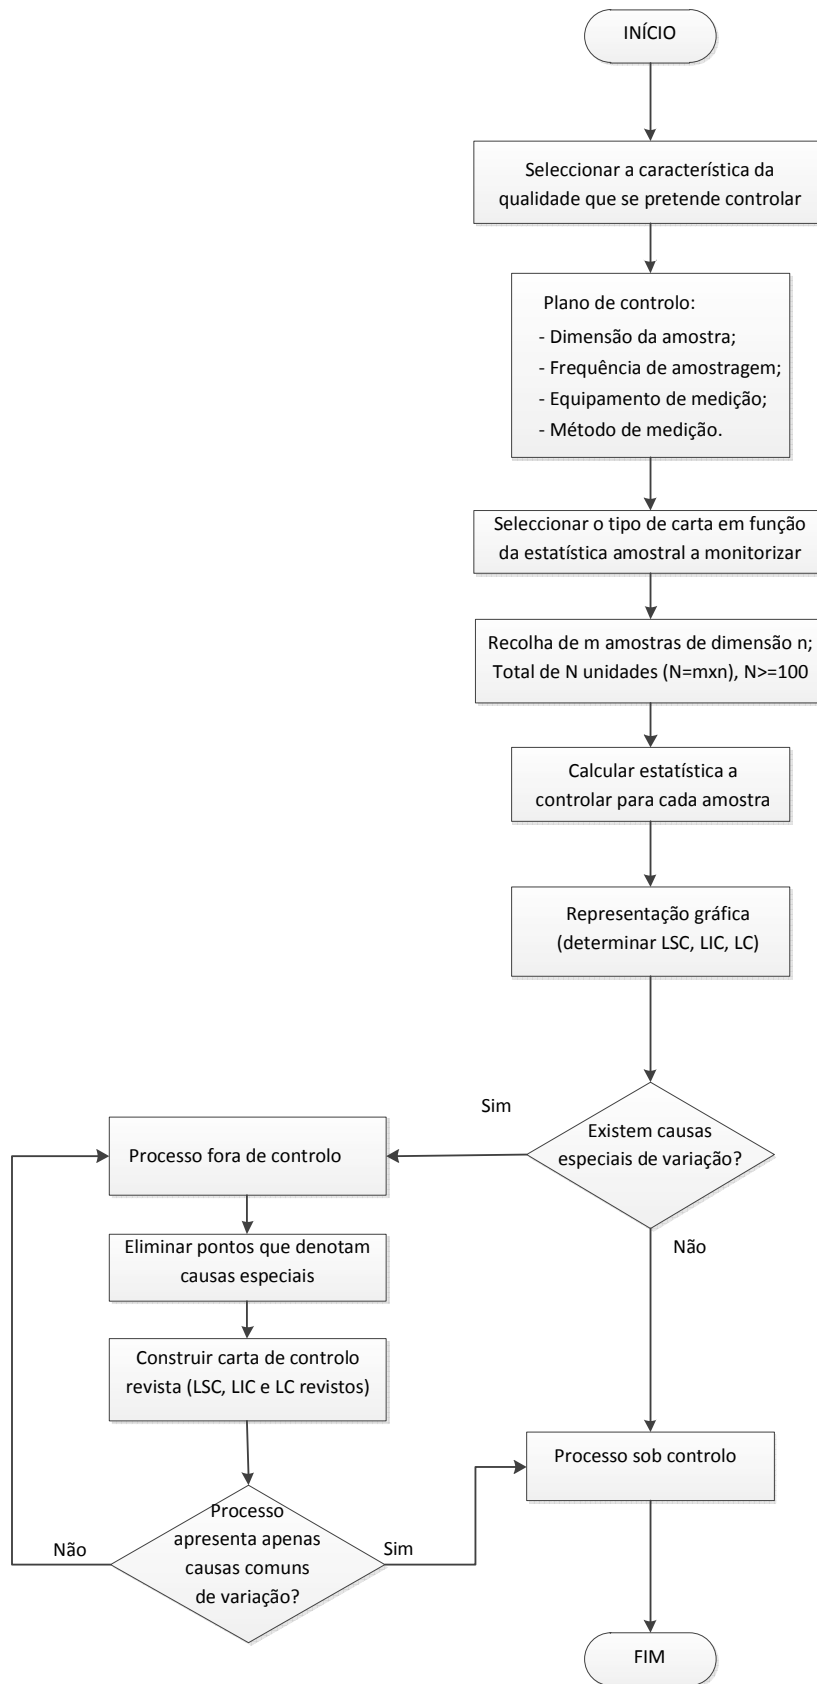 INÍCIO
Seleccionar a característica da
qualidade que se pretende controlar
Plano de controlo:
- Dimensão da amostra;
- Frequência de amostragem;
- Equipamento de medição;
- Método de medição.
Seleccionar o tipo de carta em função
da estatística amostral a monitorizar
Recolha de m amostras de dimensão n;
Total de N unidades (N=mxn), N>=100
Calcular estatística a
controlar para cada amostra
Representação gráfica
(determinar LSC, LIC, LC)
Existem causas
especiais de variação?
Sim
Não
Processo fora de controlo
Eliminar pontos que denotam
causas especiais
Construir carta de controlo
revista (LSC, LIC e LC revistos)
Processo
apresenta apenas
causas comuns
de variação?
Não
Sim
Processo sob controlo
FIM